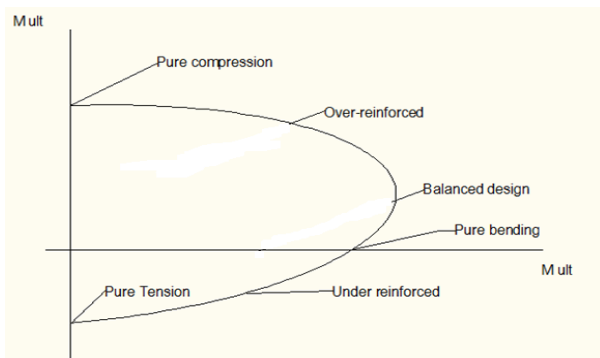 M ult
Pure compression
Over-reinforced
Balanced design
Pure bending
M ult
Pure Tension
Under reinforced